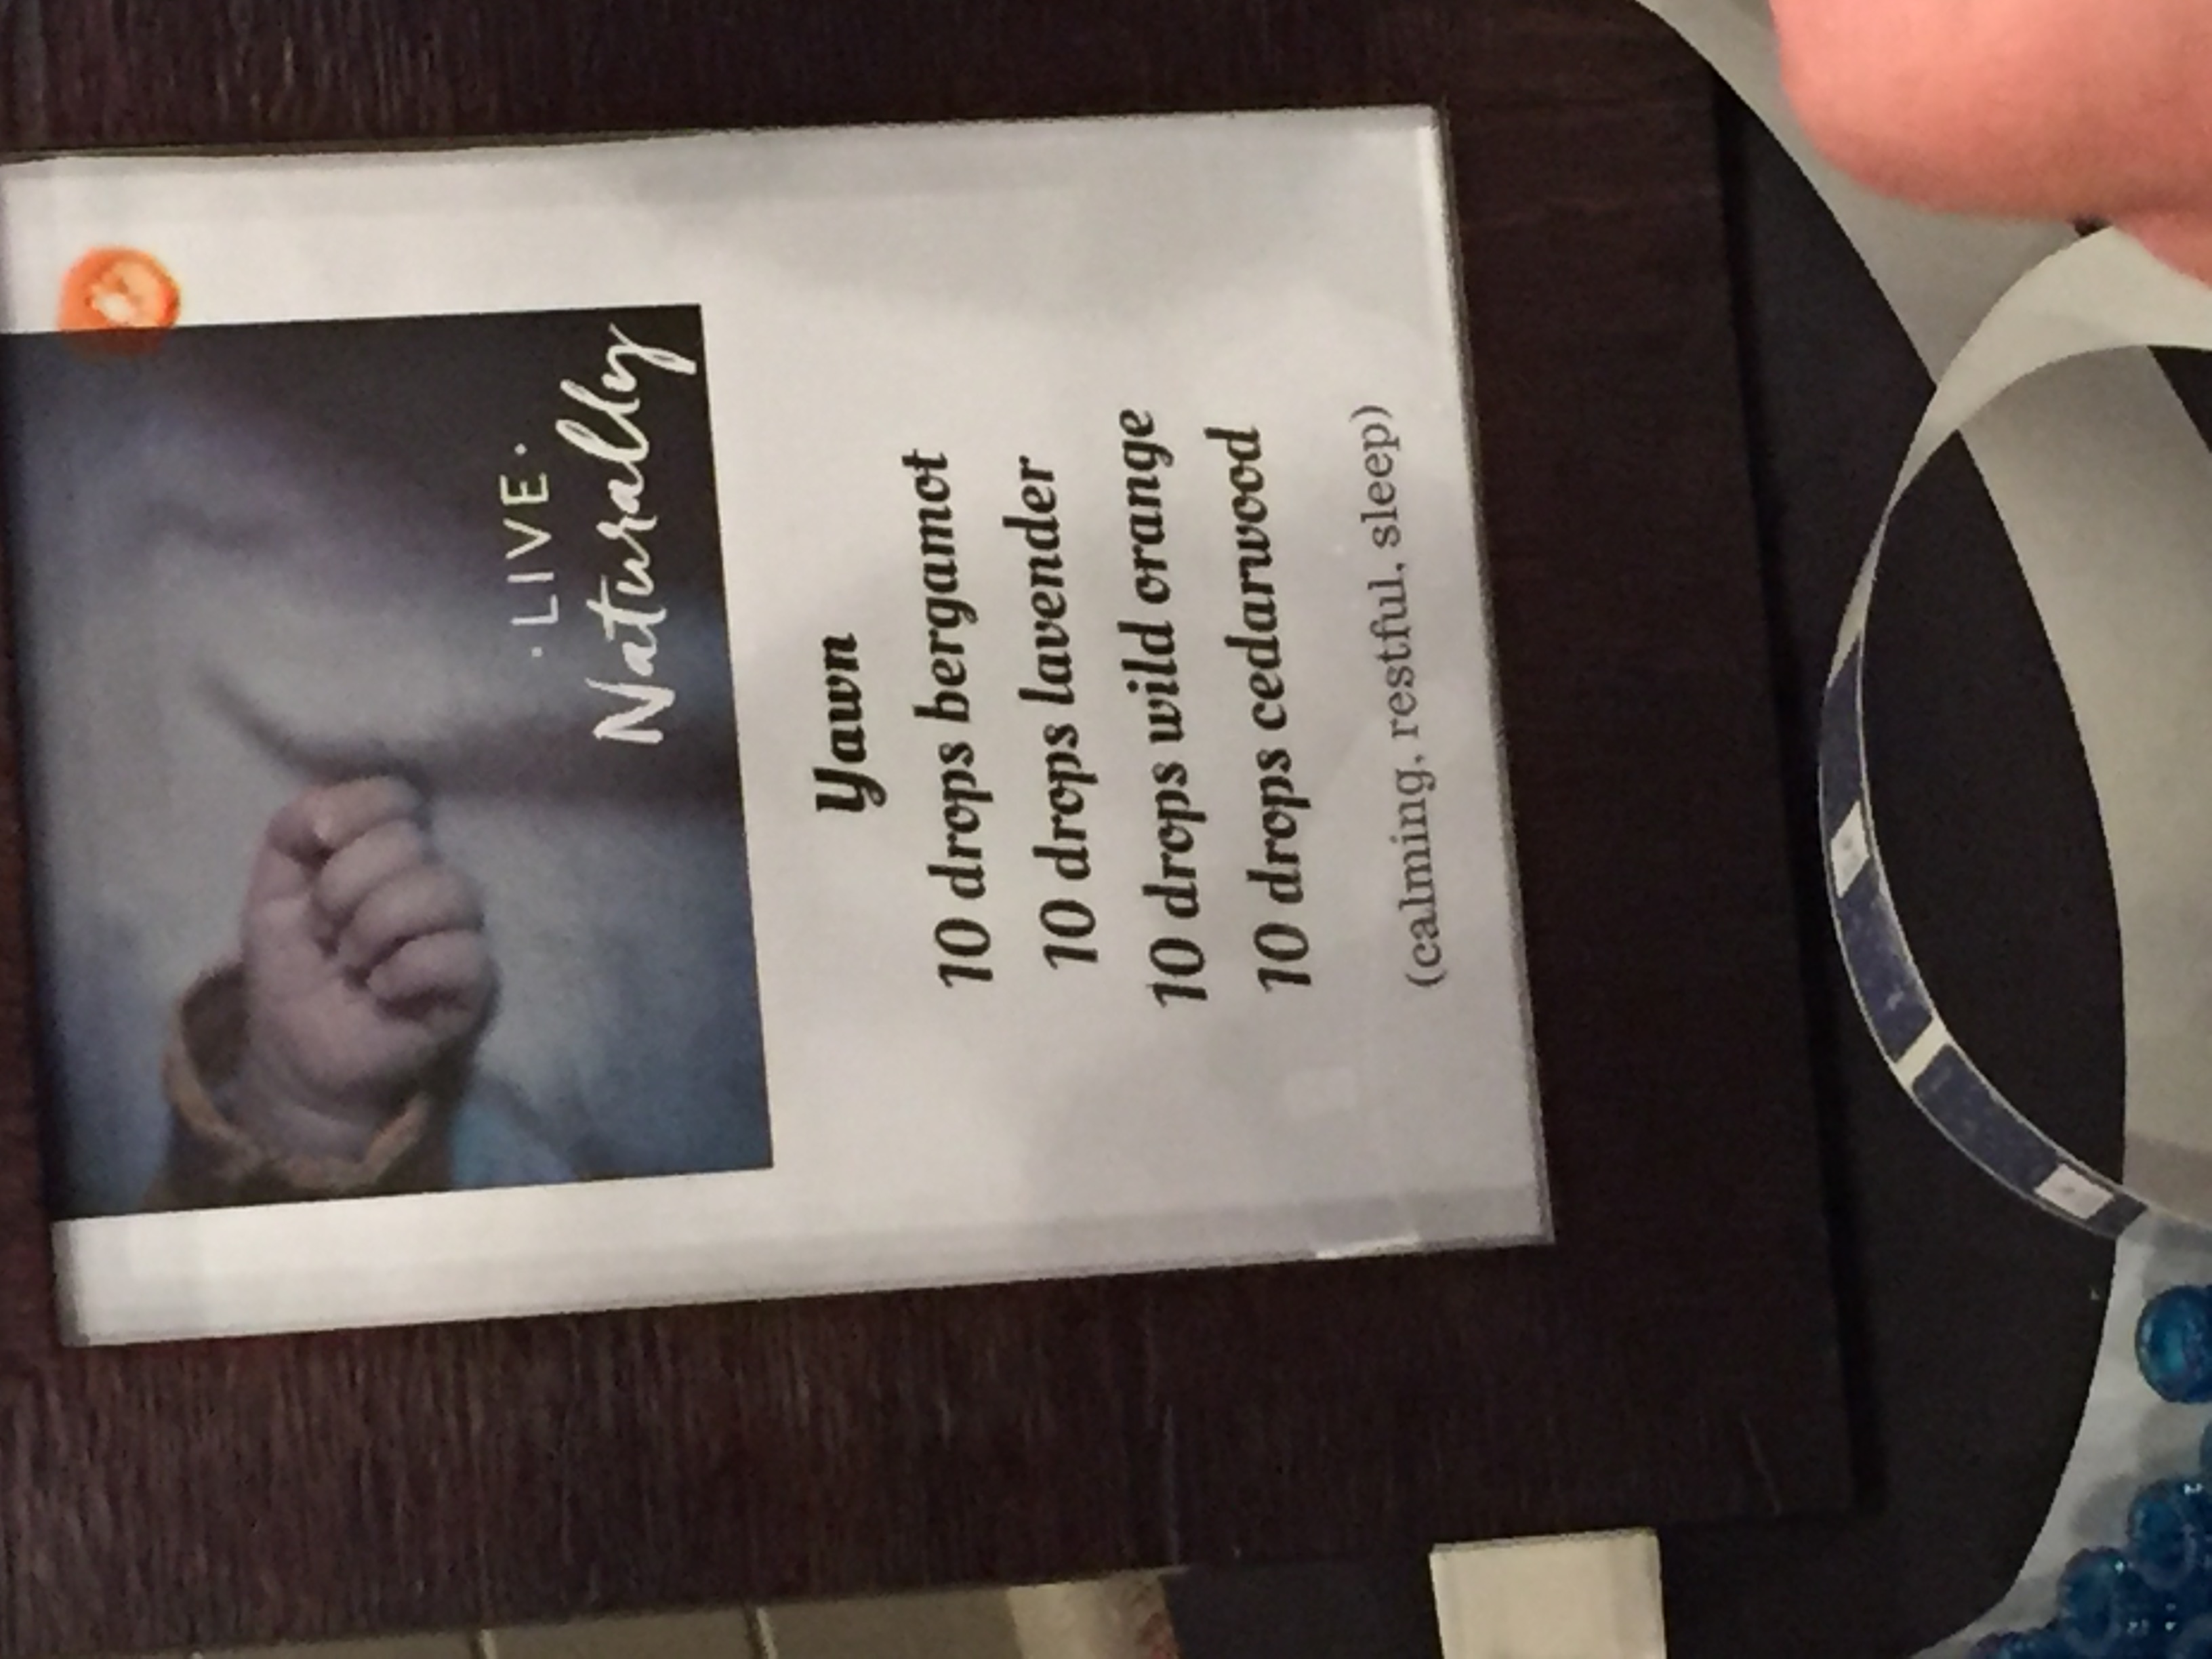 ·LIVE·
Naturally
Yawn
10 drops bergamot
10 drops lavender
10 drops wild orange
10 drops cedarwood
(calming, restful, sleep)